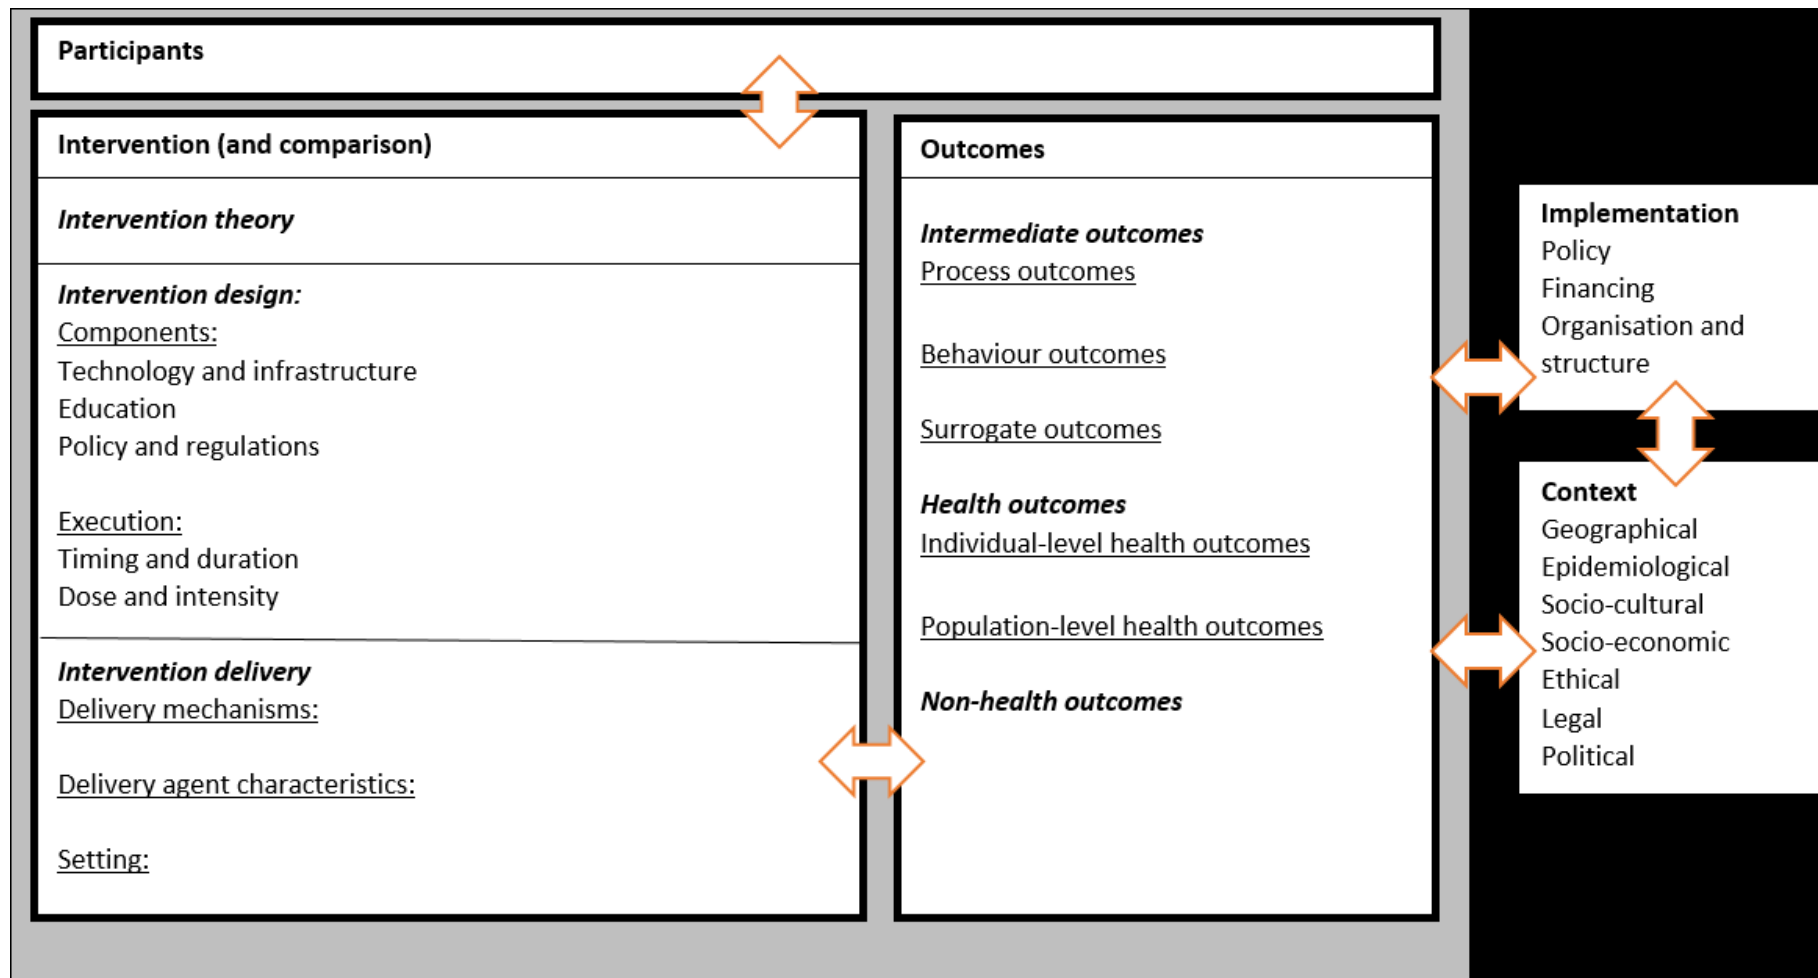 Participants
Intervention (and comparison)
Intervention theory
Intervention design:
Components:
Technology and infrastructure
Education
Policy and regulations
Execution:
Timing and duration
Dose and intensity
Intervention delivery
Delivery mechanisms:
Delivery agent characteristics:
Setting:
Outcomes
Intermediate outcomes
Process outcomes
Behaviour outcomes
Surrogate outcomes
Health outcomes
Individual-level health outcomes
Population-level health outcomes
Non-health outcomes
Implementation
Policy
Financing
Organisation and
structure
Context
Geographical
Epidemiological
Socio-cultural
Socio-economic
Ethical
Legal
Political